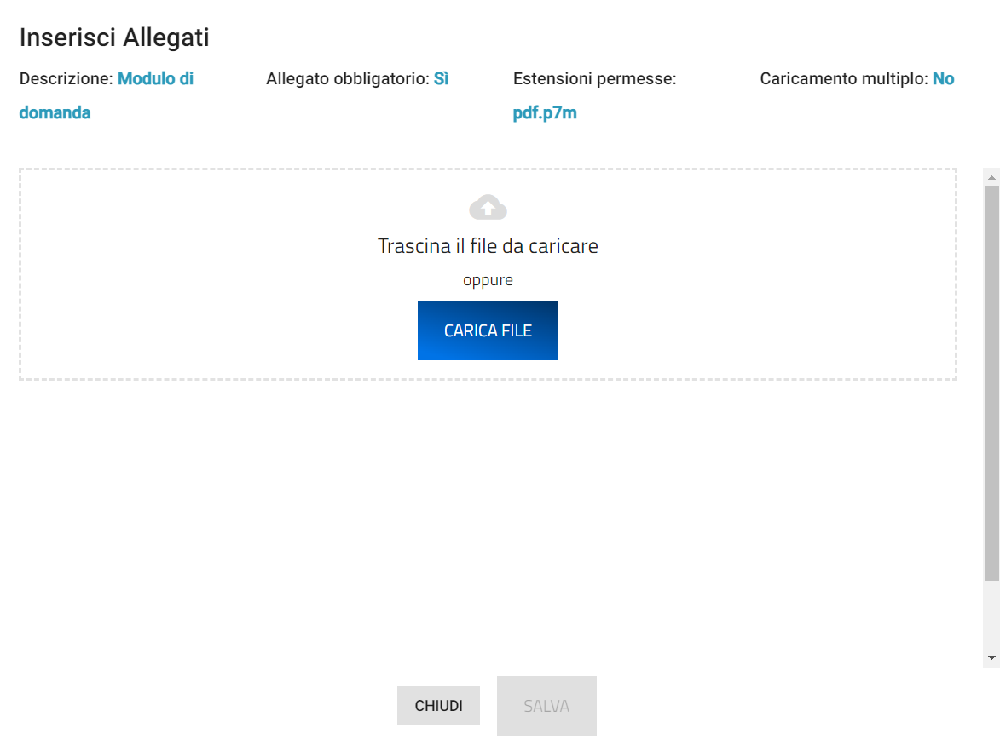 Inserisci Allegati
Descrizione: Modulo di domanda
Allegato obbligatorio: Sì
Estensioni permesse: pdf.p7m
Caricamento multiplo: No
Trascina il file da caricare
oppure
CARICA FILE
CHIUDI
SALVA